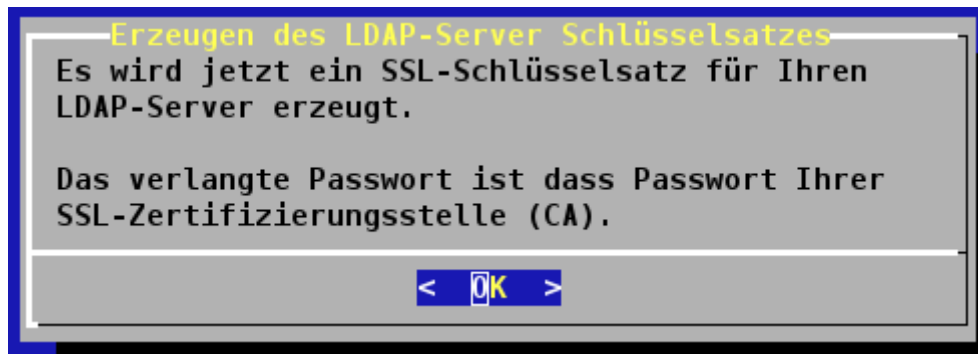 Erzeugen des LDAP-Server Schlüsselsatzes
Es wird jetzt ein SSL-Schlüsselsatz für Ihren
LDAP-Server erzeugt.
Das verlangte Passwort ist dass Passwort Ihrer
SSL-Zertifizierungsstelle (CA).
< OK >